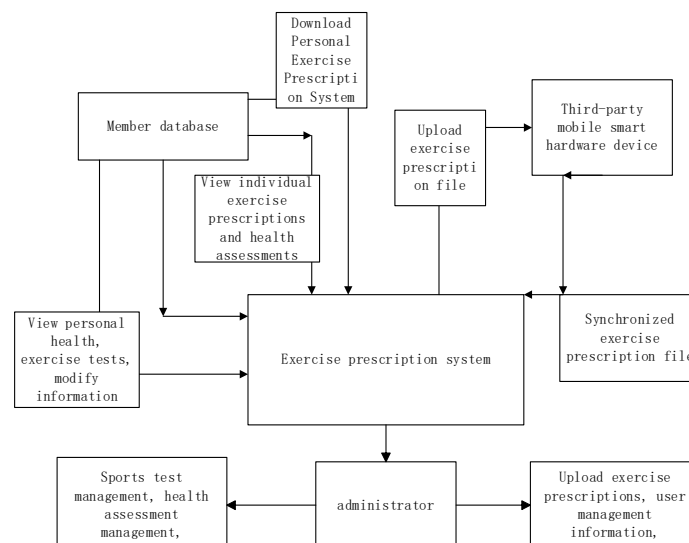 Download
Personal
Exercise
Prescripti
on System
Member database
Upload
exercise
prescripti
on file
Third-party
mobile smart
hardware device
View individual
exercise
prescriptions
and health
assessments
View personal
health,
exercise tests,
modify
information
Exercise prescription system
Synchronized
exercise
prescription file
Sports test
management, health
assessment
management,
administrator
Upload exercise
prescriptions, user
management
information,